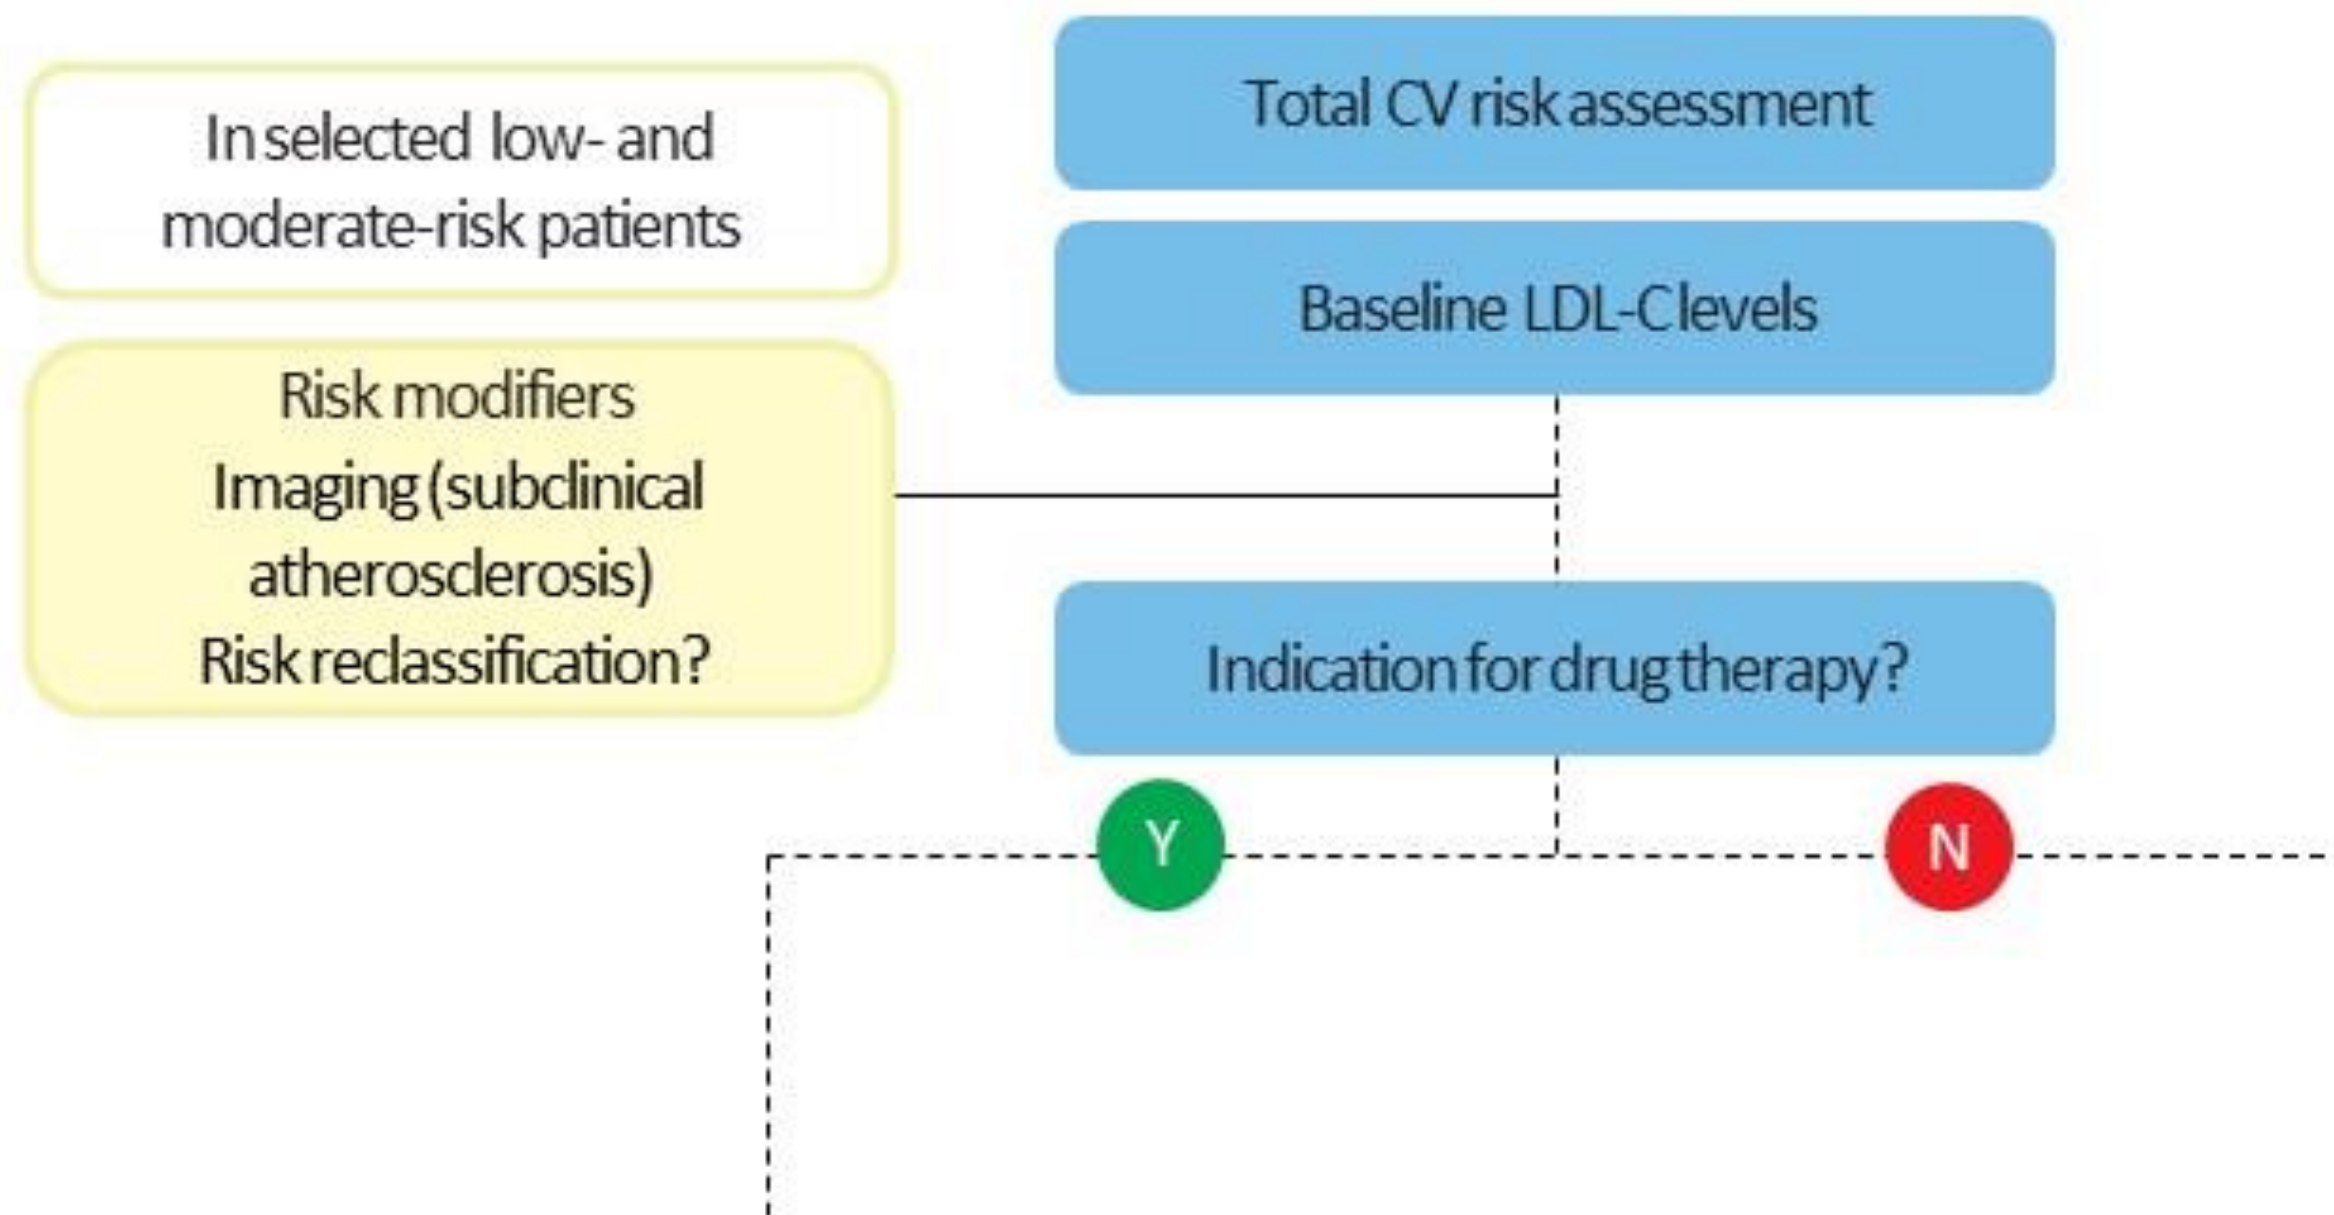 In selected low- and
moderate-risk patients
Risk modifiers
Imaging (subclinical
atherosclerosis)
Risk reclassification?
Total CV risk assessment
Baseline LDL-C levels
Indication for drug therapy?
Y
N